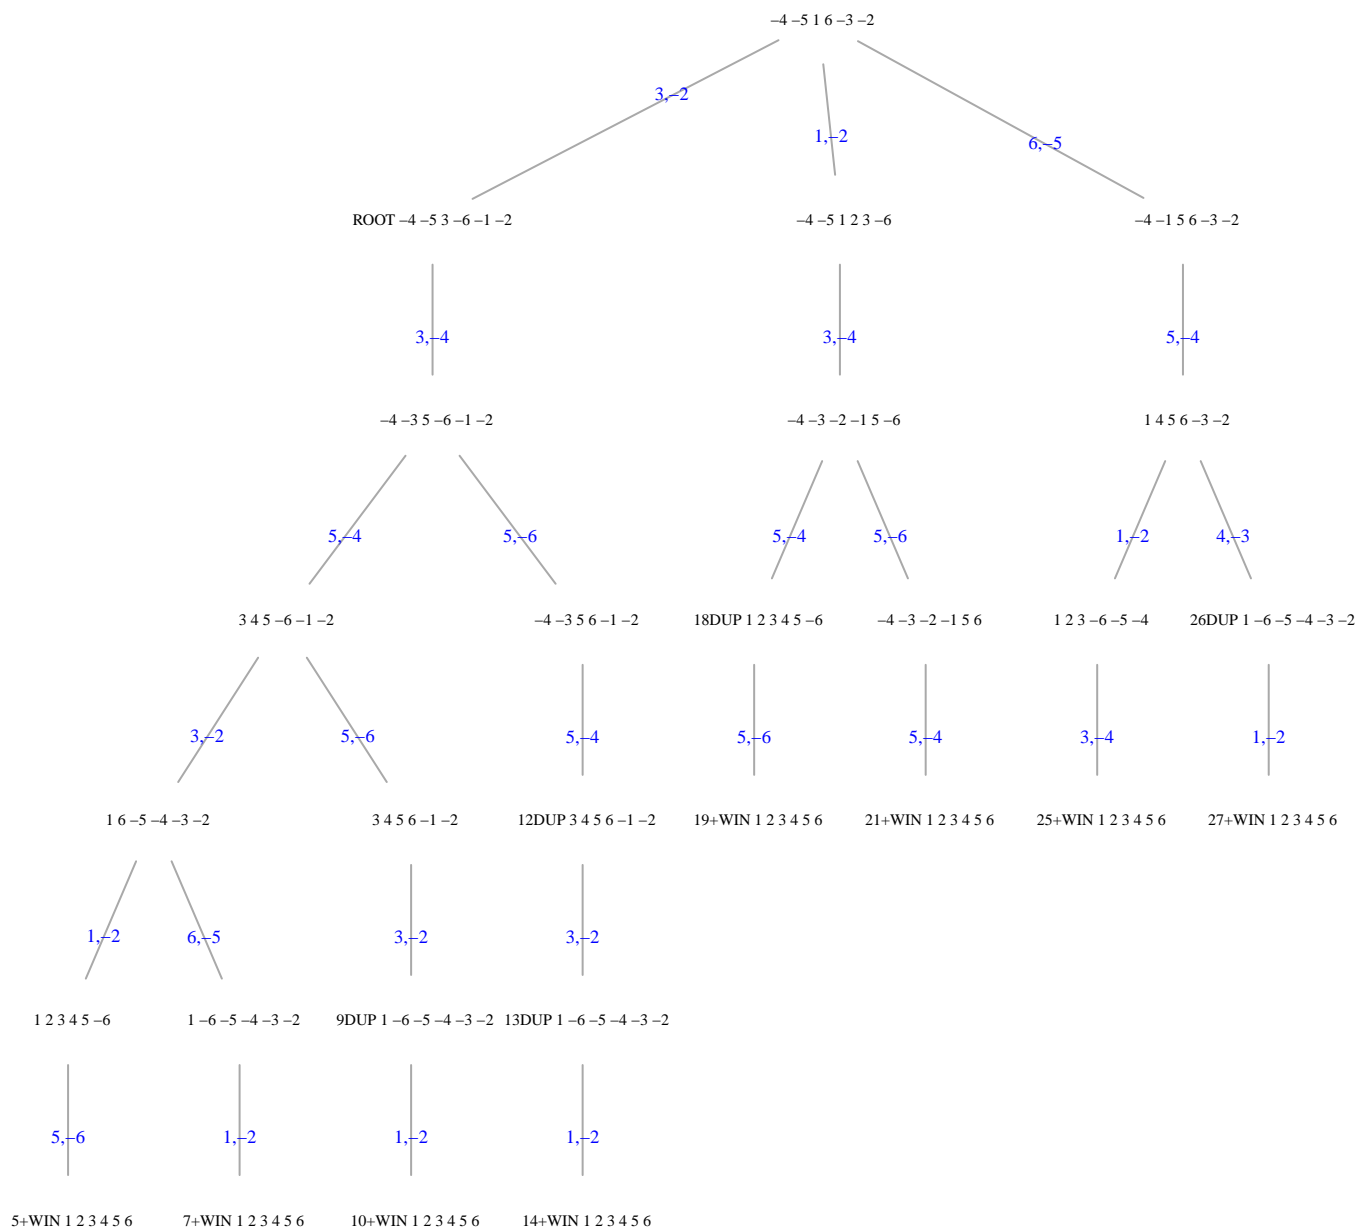 –4 –5 1 6 –3 –2
3,–2
1,–2
6,–5
ROOT –4 –5 3 –6 –1 –2
–4 –5 1 2 3 –6
–4 –1 5 6 –3 –2
3,–4
3,–4
5,–4
–4 –3 5 –6 –1 –2
–4 –3 –2 –1 5 –6
1 4 5 6 –3 –2
5,–4
5,–6
5,–4
5,–6
1,–2
4,–3
3 4 5 –6 –1 –2
–4 –3 5 6 –1 –2
18DUP 1 2 3 4 5 –6
–4 –3 –2 –1 5 6
1 2 3 –6 –5 –4
26DUP 1 –6 –5 –4 –3 –2
3,–2
5,–6
5,–4
5,–6
5,–4
3,–4
1,–2
1 6 –5 –4 –3 –2
3 4 5 6 –1 –2
12DUP 3 4 5 6 –1 –2
19+WIN 1 2 3 4 5 6
21+WIN 1 2 3 4 5 6
25+WIN 1 2 3 4 5 6
27+WIN 1 2 3 4 5 6
1,–2
6,–5
3,–2
3,–2
1 2 3 4 5 –6
1 –6 –5 –4 –3 –2
9DUP 1 –6 –5 –4 –3 –2
13DUP 1 –6 –5 –4 –3 –2
5,–6
1,–2
1,–2
1,–2
5+WIN 1 2 3 4 5 6
7+WIN 1 2 3 4 5 6
10+WIN 1 2 3 4 5 6
14+WIN 1 2 3 4 5 6